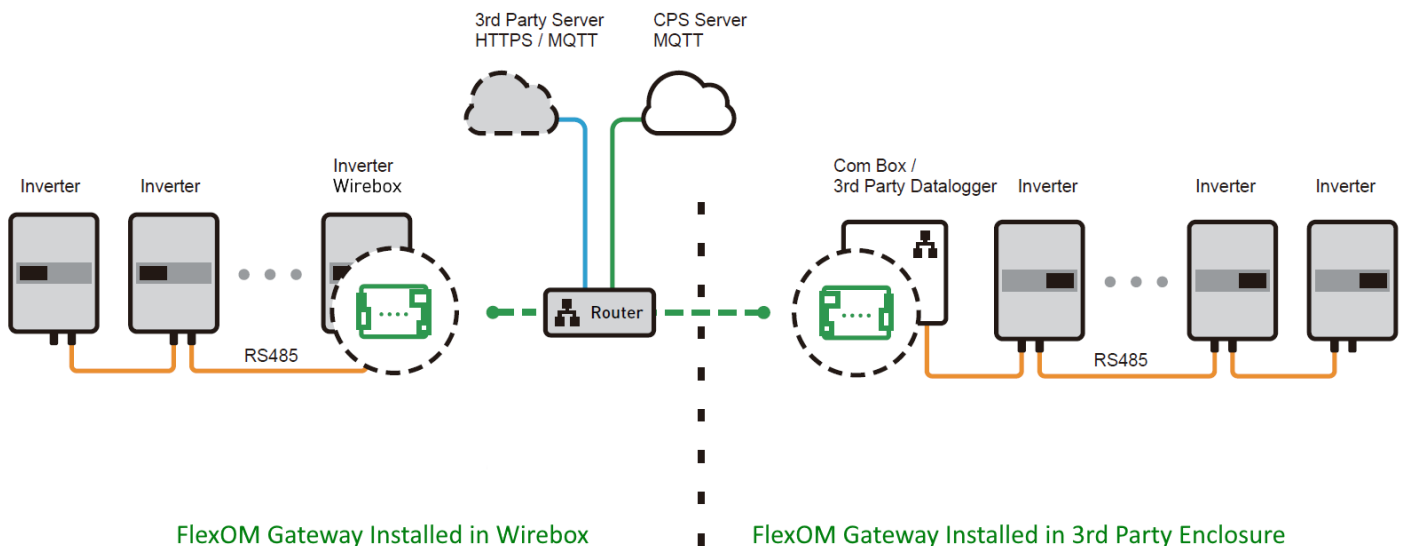 3rd Party Server
HTTPS / MQTT
CPS Server
MQTT
Inverter
Inverter
Inverter
Wirebox
Com Box /
3rd Party Datalogger
Inverter
Inverter
Inverter
Router
RS485
RS485
FlexOM Gateway Installed in Wirebox
FlexOM Gateway Installed in 3rd Party Enclosure